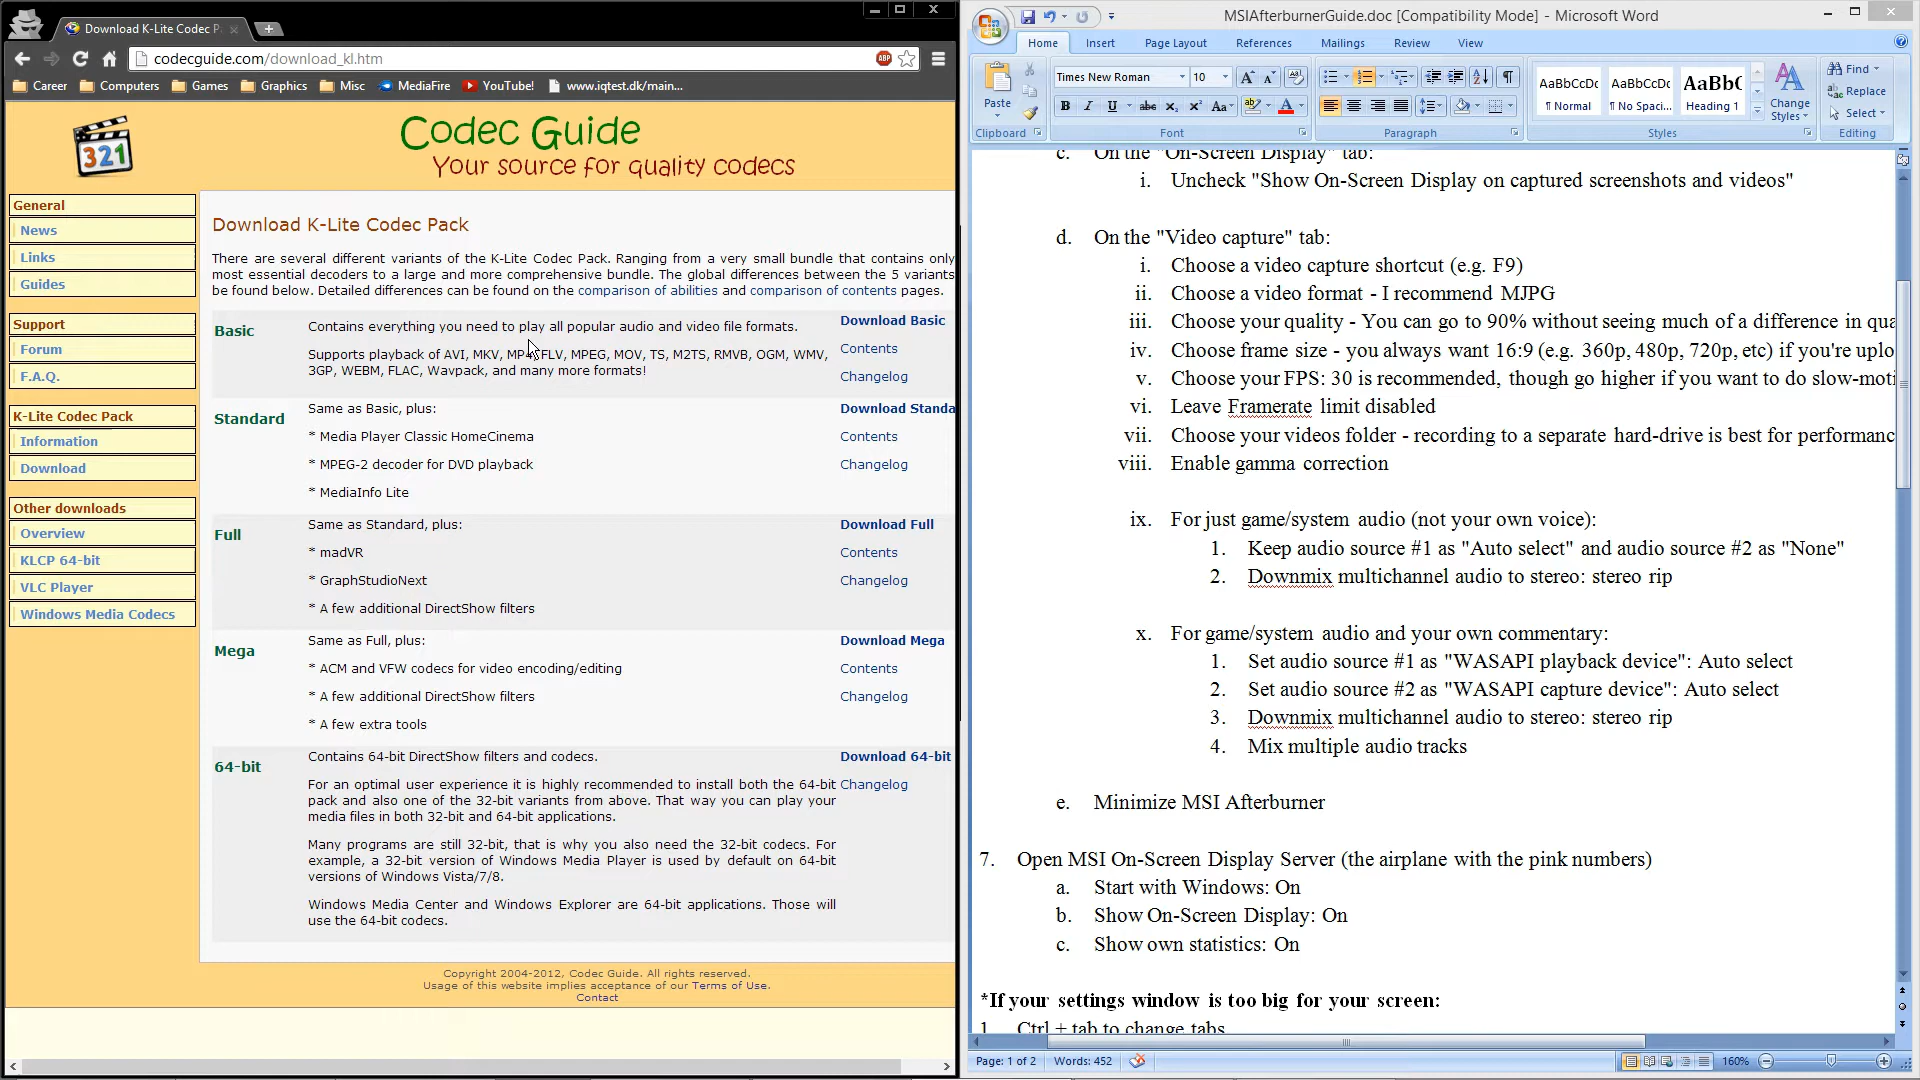 Download K-Lite Codec P
codecguide.com/download_kl.htm
ABP
Career
Computers
Games
Graphics
Misc
MediaFire
YouTube!
www.iqtest.dk/main...
321
Codec Guide
Your source for quality codecs
General
News
Links
Guides
Support
Forum
F.A.Q.
K-Lite Codec Pack
Information
Download
Other downloads
Overview
KLCP 64-bit
VLC Player
Windows Media Codecs
Download K-Lite Codec Pack
There are several different variants of the K-Lite Codec Pack. Ranging from a very small bundle that contains only
most essential decoders to a large and more comprehensive bundle. The global differences between the 5 variants
be found below. Detailed differences can be found on the comparison of abilities and comparison of contents pages.
Basic
Contains everything you need to play all popular audio and video file formats.
Supports playback of AVI, MKV, MP4, FLV, MPEG, MOV, TS, M2TS, RMVB, OGM, WMV,
3GP, WEBM, FLAC, Wavpack, and many more formats!
Download Basic
Contents
Changelog
Standard
Same as Basic, plus:
* Media Player Classic HomeCinema
* MPEG-2 decoder for DVD playback
* MediaInfo Lite
Download Standa
Contents
Changelog
Full
Same as Standard, plus:
* madVR
* GraphStudioNext
* A few additional DirectShow filters
Download Full
Contents
Changelog
Mega
Same as Full, plus:
* ACM and VFW codecs for video encoding/editing
* A few additional DirectShow filters
* A few extra tools
Download Mega
Contents
Changelog
64-bit
Contains 64-bit DirectShow filters and codecs.
For an optimal user experience it is highly recommended to install both the 64-bit
pack and also one of the 32-bit variants from above. That way you can play your
media files in both 32-bit and 64-bit applications.
Many programs are still 32-bit, that is why you also need the 32-bit codecs. For
example, a 32-bit version of Windows Media Player is used by default on 64-bit
versions of Windows Vista/7/8.
Windows Media Center and Windows Explorer are 64-bit applications. Those will
use the 64-bit codecs.
Download 64-bit
Changelog
Copyright 2004-2012, Codec Guide. All rights reserved.
Usage of this website implies acceptance of our Terms of Use.
Contact
MSIAfterburnerGuide.doc [Compatibility Mode] - Microsoft Word
Home
Insert
Page Layout
References
Mailings
Review
View
Paste
Clipboard
Times New Roman
10
B I U abc x₂ x² Aa
Font
Paragraph
AaBbCcDc
¶ Normal
AaBbCcDc
¶ No Spaci...
AaBbC
Heading 1
Change
Styles
Styles
Find
Replace
Select
Editing
c. On the "On-Screen Display" tab:
i. Uncheck "Show On-Screen Display on captured screenshots and videos"
d. On the "Video capture" tab:
i. Choose a video capture shortcut (e.g. F9)
ii. Choose a video format - I recommend MJPG
iii. Choose your quality - You can go to 90% without seeing much of a difference in qua
iv. Choose frame size - you always want 16:9 (e.g. 360p, 480p, 720p, etc) if you're uplo
v. Choose your FPS: 30 is recommended, though go higher if you want to do slow-moti
vi. Leave Framerate limit disabled
vii. Choose your videos folder - recording to a separate hard-drive is best for performanc
viii. Enable gamma correction
ix. For just game/system audio (not your own voice):
1. Keep audio source #1 as "Auto select" and audio source #2 as "None"
2. Downmix multichannel audio to stereo: stereo rip
x. For game/system audio and your own commentary:
1. Set audio source #1 as "WASAPI playback device": Auto select
2. Set audio source #2 as "WASAPI capture device": Auto select
3. Downmix multichannel audio to stereo: stereo rip
4. Mix multiple audio tracks
e. Minimize MSI Afterburner
7. Open MSI On-Screen Display Server (the airplane with the pink numbers)
a. Start with Windows: On
b. Show On-Screen Display: On
c. Show own statistics: On
*If your settings window is too big for your screen:
1. Ctrl + tab to change tabs
Page: 1 of 2
Words: 452
160%